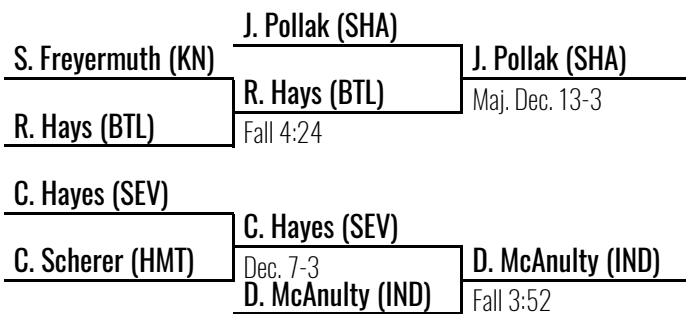 J. Pollak (SHA)
S. Freyermuth (KN)
J. Pollak (SHA)
R. Hays (BTL)
Maj. Dec. 13-3
R. Hays (BTL)
Fall 4:24
C. Hayes (SEV)
C. Hayes (SEV)
C. Scherer (HMT)
D. McAnulty (IND)
Dec. 7-3
D. McAnulty (IND)
Fall 3:52